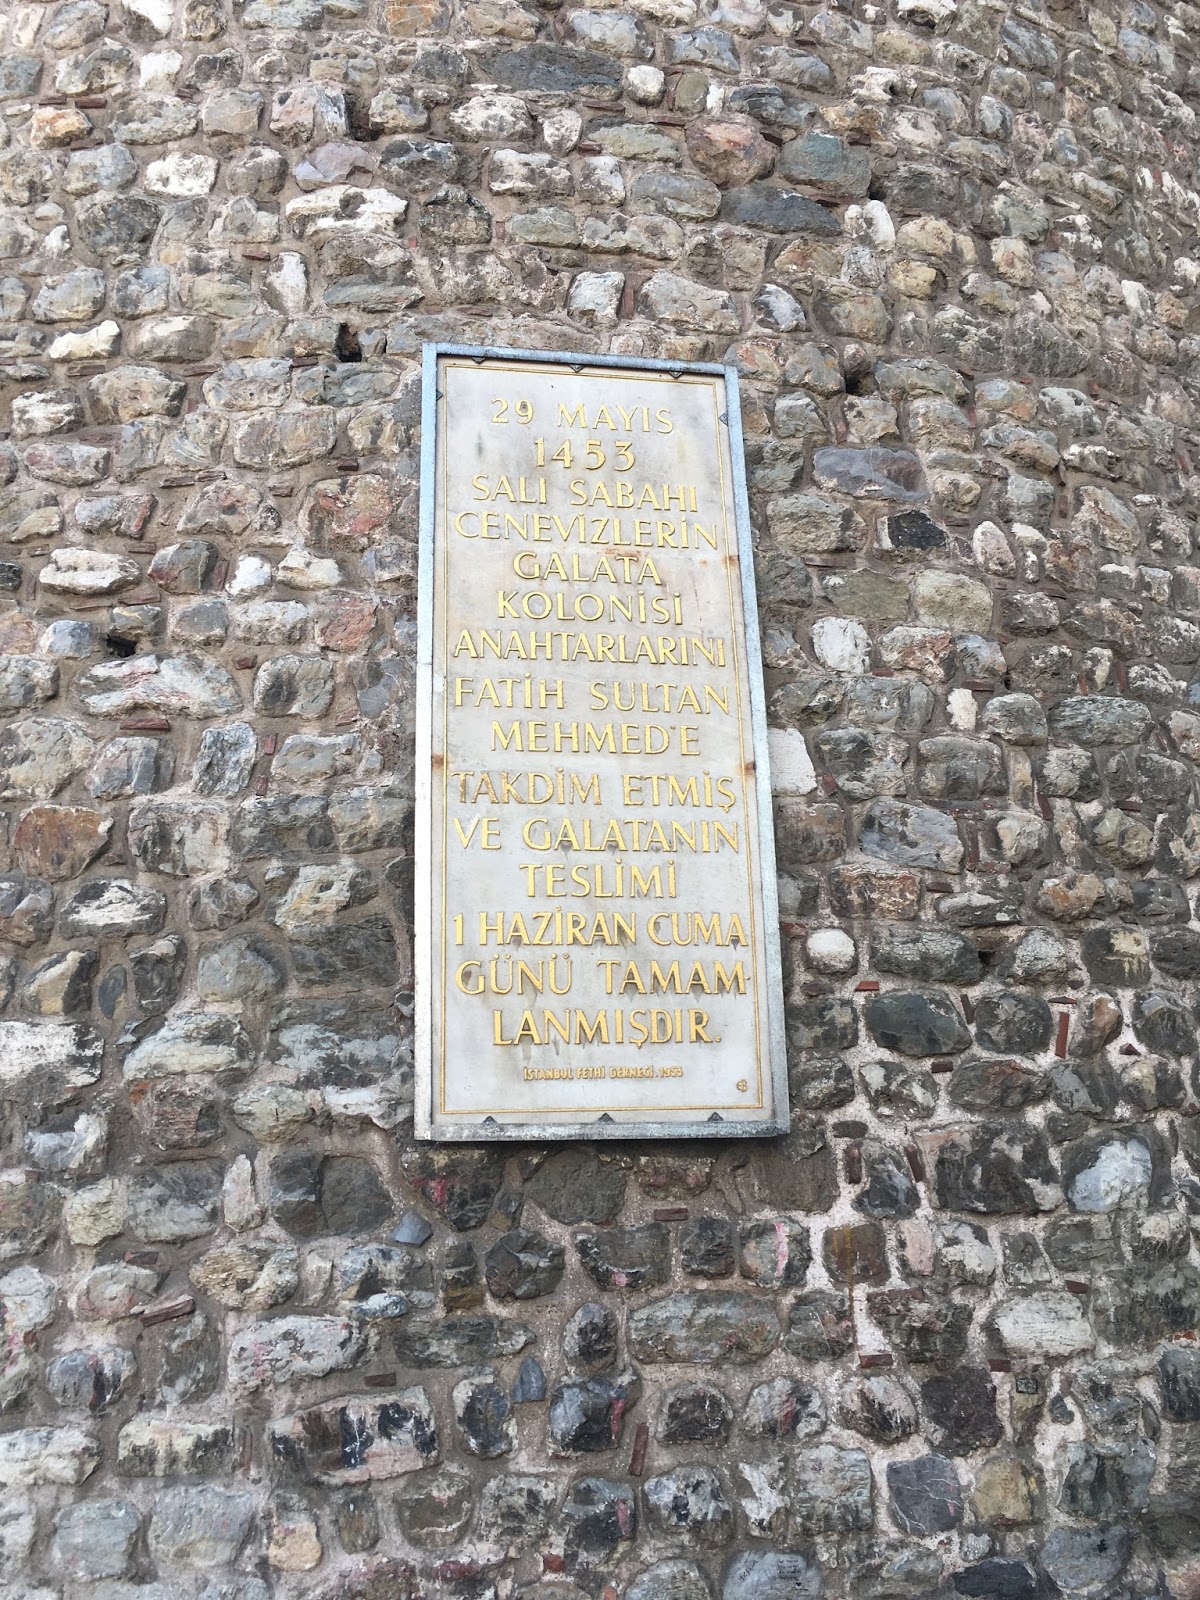 29 MAYIS
1453
SALI SABAHI
CENEVİZLERİN
GALATA
KOLONİSİ
ANAHTARLARINI
FATİH SULTAN
MEHMED'E
TAKDİM ETMİŞ
VE GALATANIN
TESLİMİ
1 HAZİRAN CUMA
GÜNÜ TAMAM-
LANMIŞDIR.
İSTANBUL FETHİ DERNEĞİ. 1953